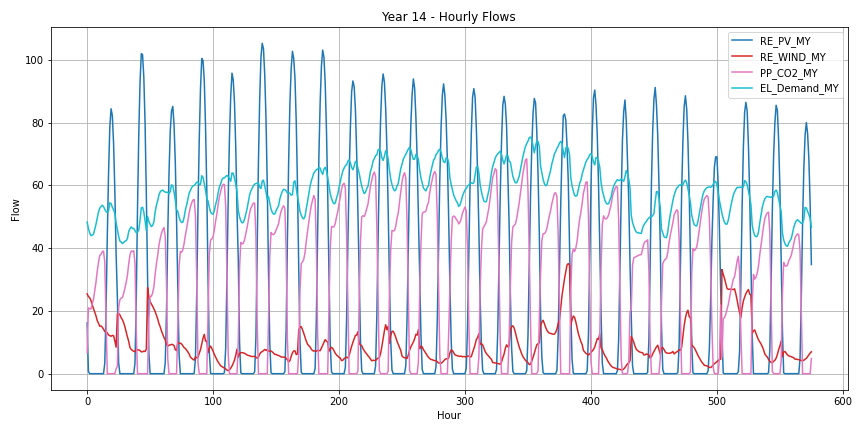 Year 14 - Hourly Flows
RE_PV_MY
RE_WIND_MY
PP_CO2_MY
EL_Demand_MY
Flow
100
80
60
40
20
0
0 100 200 300 400 500 600
Hour